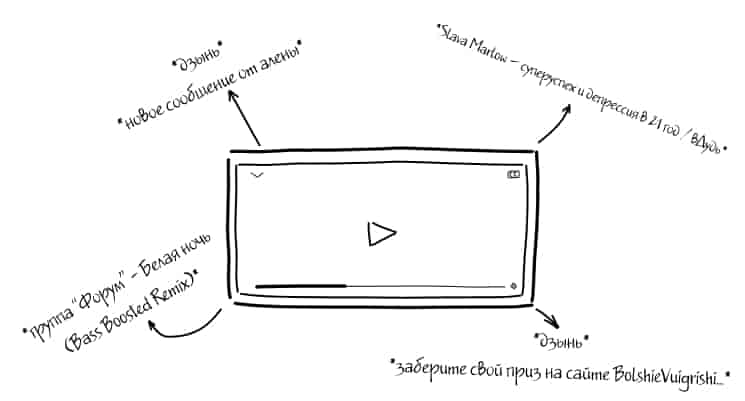 *дзынь*
*новое сообщение от алены*
*Slava Marlow – суперуспех и депрессия в 21 год / вДудь*
*группа "Форум" – Белая ночь
(Bass Boosted Remix)*
*дзынь*
*заберите свой приз на сайте BolshieVuigrishi...*